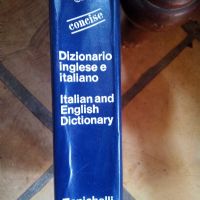 concise
Dizionario
inglese e
italiano
Italian and
English
Dictionary